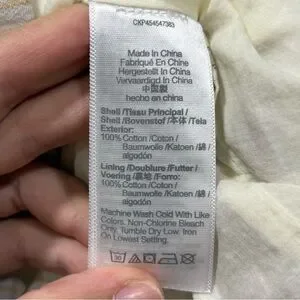 CKP454547383
Made In China
Fabriqué En Chine
Hergestellt In China
Vervaardigd In China
中国製
hecho en china
Shell /Tissu Principal /
Shell /Bovenstof /本体 /Tela
Exterior:
100% Cotton /Coton /
Baumwolle /Katoen /綿 /
algodón
Lining /Doublure /Futter /
Voering /裏地 /Forro:
100% Cotton /Coton /
Baumwolle /Katoen /綿 /
algodón
Machine Wash Cold With Like
Colors. Non-Chlorine Bleach
Only. Tumble Dry Low. Iron
On Lowest Setting.
30